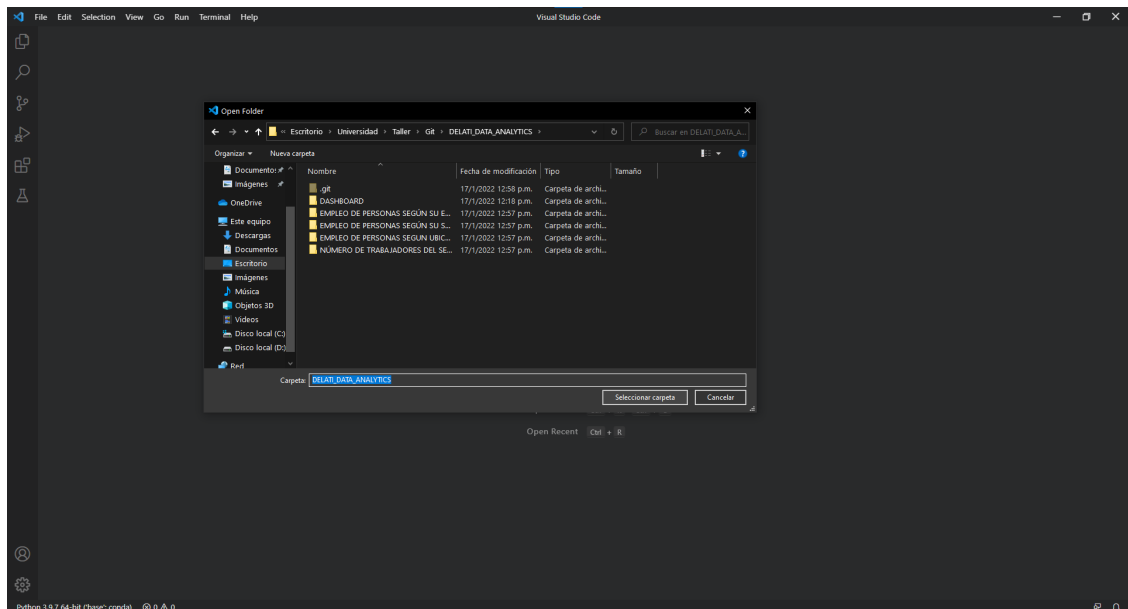 File Edit Selection View Go Run Terminal Help
Visual Studio Code
Open Folder
« Escritorio › Universidad › Taller › Git › DELATI_DATA_ANALYTICS ›
Buscar en DELATI_DATA_A...
Organizar Nueva carpeta
Documentos
Imágenes
OneDrive
Este equipo
Descargas
Documentos
Escritorio
Imágenes
Música
Objetos 3D
Videos
Disco local (C:)
Disco local (D:)
Red
Nombre Fecha de modificación Tipo Tamaño
.git 17/1/2022 12:58 p.m. Carpeta de archi...
DASHBOARD 17/1/2022 12:18 p.m. Carpeta de archi...
EMPLEO DE PERSONAS SEGÚN SU E... 17/1/2022 12:57 p.m. Carpeta de archi...
EMPLEO DE PERSONAS SEGÚN SU S... 17/1/2022 12:57 p.m. Carpeta de archi...
EMPLEO DE PERSONAS SEGUN UBIC... 17/1/2022 12:57 p.m. Carpeta de archi...
NÚMERO DE TRABAJADORES DEL SE... 17/1/2022 12:57 p.m. Carpeta de archi...
Carpeta: DELATI_DATA_ANALYTICS
Seleccionar carpeta Cancelar
Open Recent Ctrl + R
Python 3.9.7 64-bit ('base': conda) 0 0